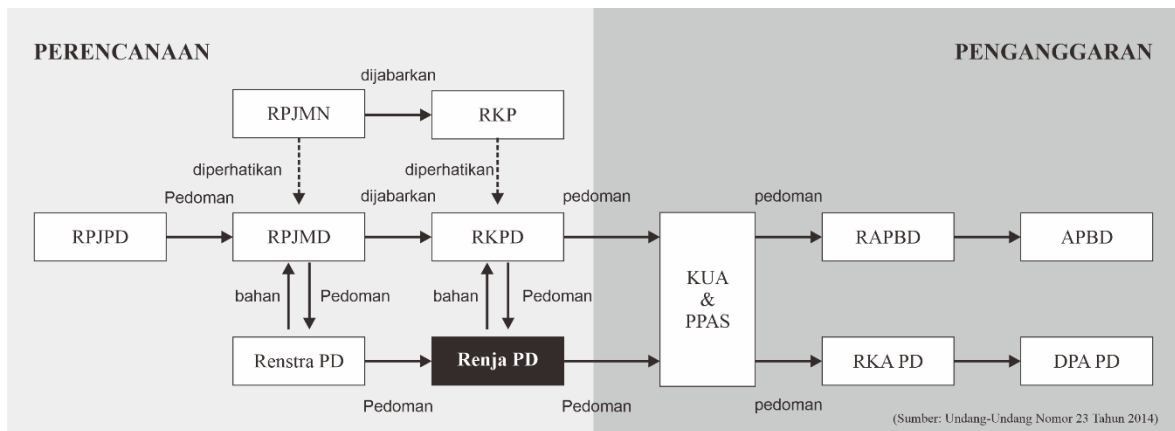 PERENCANAAN
PENGANGGARAN
dijabarkan
RPJMN
RKP
diperhatikan
diperhatikan
Pedoman
dijabarkan
pedoman
pedoman
RPJPD
RPJMD
RKPD
KUA
&
PPAS
RAPBD
APBD
bahan
Pedoman
bahan
Pedoman
Renstra PD
Renja PD
RKA PD
DPA PD
Pedoman
Pedoman
pedoman
(Sumber: Undang-Undang Nomor 23 Tahun 2014)